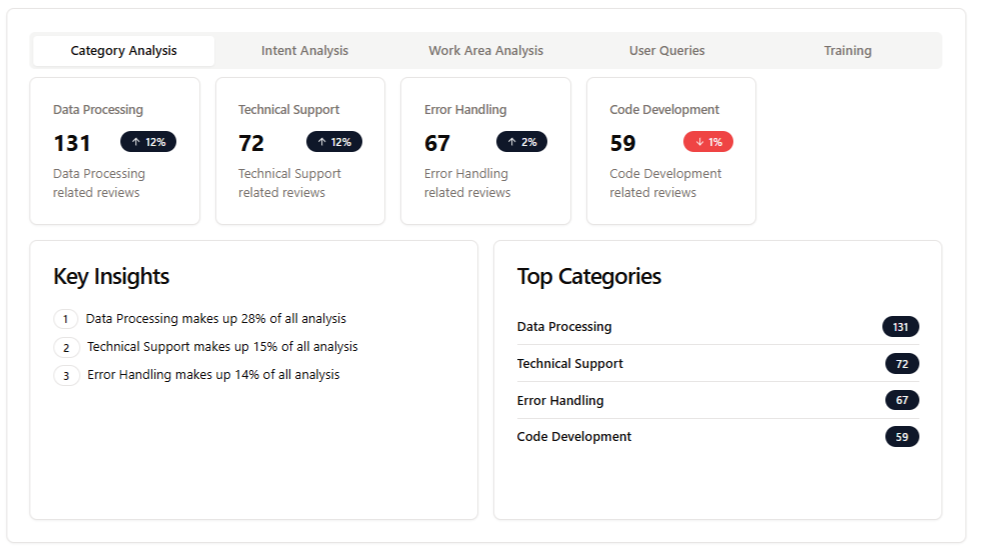 Category Analysis
Intent Analysis
Work Area Analysis
User Queries
Training
Data Processing
131
↑ 12%
Data Processing
related reviews
Technical Support
72
↑ 12%
Technical Support
related reviews
Error Handling
67
↑ 2%
Error Handling
related reviews
Code Development
59
↓ 1%
Code Development
related reviews
Key Insights
1 Data Processing makes up 28% of all analysis
2 Technical Support makes up 15% of all analysis
3 Error Handling makes up 14% of all analysis
Top Categories
Data Processing 131
Technical Support 72
Error Handling 67
Code Development 59